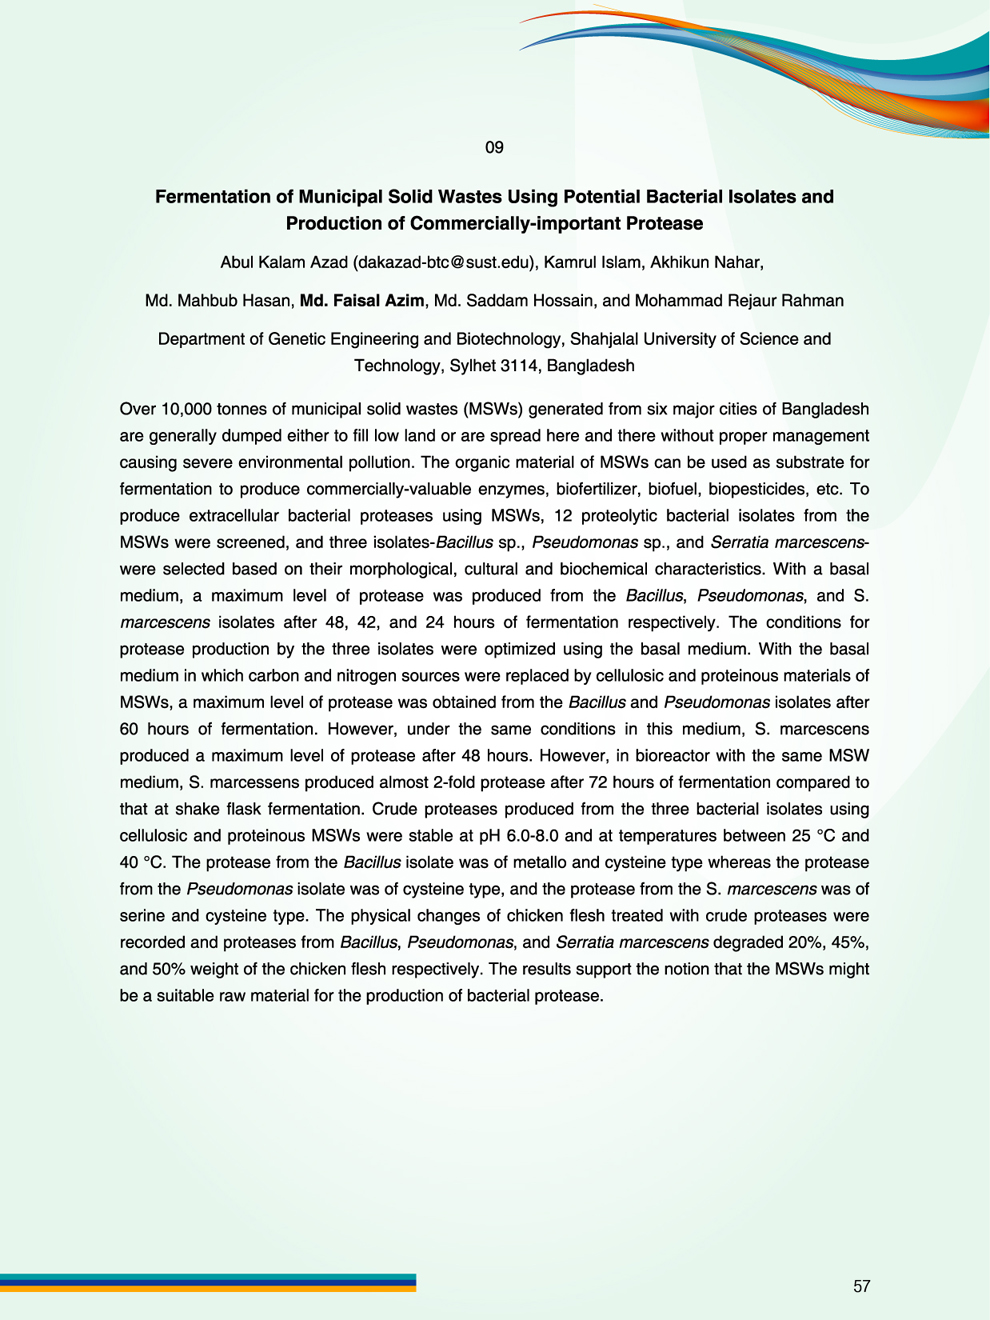 09
Fermentation of Municipal Solid Wastes Using Potential Bacterial Isolates and
Production of Commercially-important Protease
Abul Kalam Azad (dakazad-btc@sust.edu), Kamrul Islam, Akhikun Nahar,
Md. Mahbub Hasan, Md. Faisal Azim, Md. Saddam Hossain, and Mohammad Rejaur Rahman
Department of Genetic Engineering and Biotechnology, Shahjalal University of Science and
Technology, Sylhet 3114, Bangladesh
Over 10,000 tonnes of municipal solid wastes (MSWs) generated from six major cities of Bangladesh
are generally dumped either to fill low land or are spread here and there without proper management
causing severe environmental pollution. The organic material of MSWs can be used as substrate for
fermentation to produce commercially-valuable enzymes, biofertilizer, biofuel, biopesticides, etc. To
produce extracellular bacterial proteases using MSWs, 12 proteolytic bacterial isolates from the
MSWs were screened, and three isolates-Bacillus sp., Pseudomonas sp., and Serratia marcescens-
were selected based on their morphological, cultural and biochemical characteristics. With a basal
medium, a maximum level of protease was produced from the Bacillus, Pseudomonas, and S.
marcescens isolates after 48, 42, and 24 hours of fermentation respectively. The conditions for
protease production by the three isolates were optimized using the basal medium. With the basal
medium in which carbon and nitrogen sources were replaced by cellulosic and proteinous materials of
MSWs, a maximum level of protease was obtained from the Bacillus and Pseudomonas isolates after
60 hours of fermentation. However, under the same conditions in this medium, S. marcescens
produced a maximum level of protease after 48 hours. However, in bioreactor with the same MSW
medium, S. marcessens produced almost 2-fold protease after 72 hours of fermentation compared to
that at shake flask fermentation. Crude proteases produced from the three bacterial isolates using
cellulosic and proteinous MSWs were stable at pH 6.0-8.0 and at temperatures between 25 °C and
40 °C. The protease from the Bacillus isolate was of metallo and cysteine type whereas the protease
from the Pseudomonas isolate was of cysteine type, and the protease from the S. marcescens was of
serine and cysteine type. The physical changes of chicken flesh treated with crude proteases were
recorded and proteases from Bacillus, Pseudomonas, and Serratia marcescens degraded 20%, 45%,
and 50% weight of the chicken flesh respectively. The results support the notion that the MSWs might
be a suitable raw material for the production of bacterial protease.
57